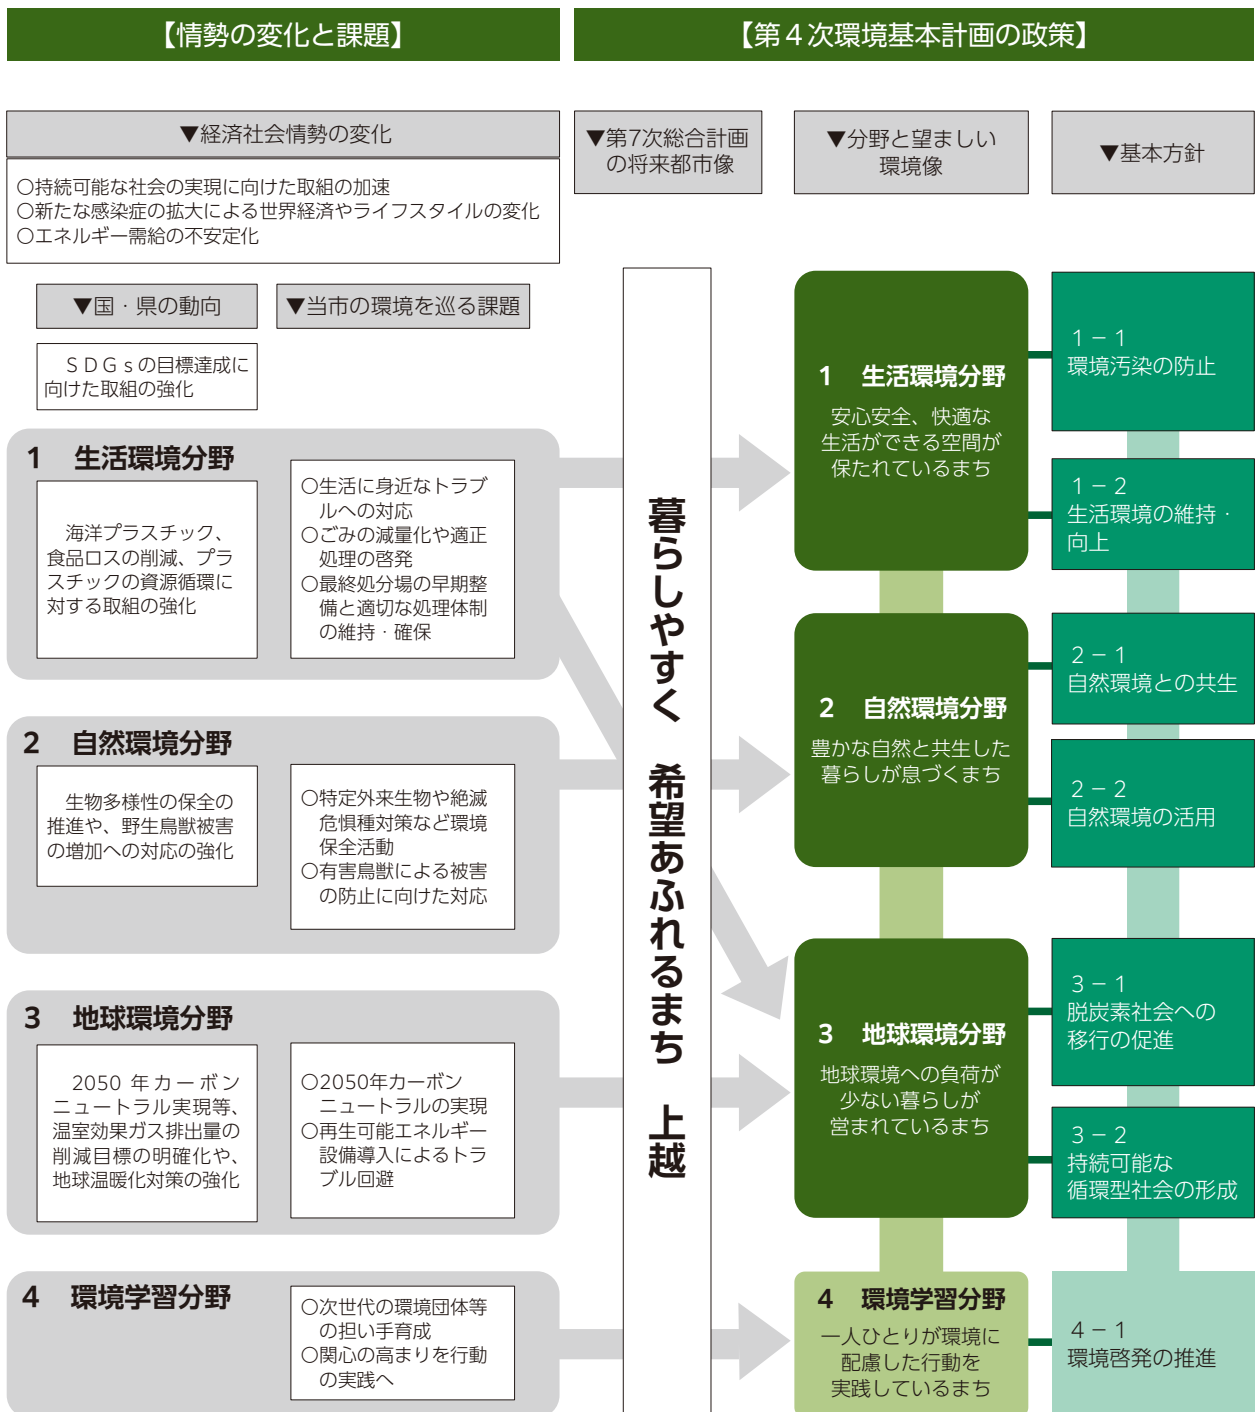 【情勢の変化と課題】
【第４次環境基本計画の政策】
▼経済社会情勢の変化
○持続可能な社会の実現に向けた取組の加速
○新たな感染症の拡大による世界経済やライフスタイルの変化
○エネルギー需給の不安定化
▼国・県の動向
▼当市の環境を巡る課題
ＳＤＧｓの目標達成に
向けた取組の強化
1 生活環境分野
海洋プラスチック、
食品ロスの削減、プラ
スチックの資源循環に
対する取組の強化
○生活に身近なトラブ
ルへの対応
○ごみの減量化や適正
処理の啓発
○最終処分場の早期整
備と適切な処理体制
の維持・確保
2 自然環境分野
生物多様性の保全の
推進や、野生鳥獣被害
の増加への対応の強化
○特定外来生物や絶滅
危惧種対策など環境
保全活動
○有害鳥獣による被害
の防止に向けた対応
3 地球環境分野
2050 年カーボン
ニュートラル実現等、
温室効果ガス排出量の
削減目標の明確化や、
地球温暖化対策の強化
○2050年カーボン
ニュートラルの実現
○再生可能エネルギー
設備導入によるトラ
ブル回避
4 環境学習分野
○次世代の環境団体等
の担い手育成
○関心の高まりを行動
の実践へ
▼第7次総合計画
の将来都市像
暮らしやすく 希望あふれるまち 上越
▼分野と望ましい
環境像
1 生活環境分野
安心安全、快適な
生活ができる空間が
保たれているまち
2 自然環境分野
豊かな自然と共生した
暮らしが息づくまち
3 地球環境分野
地球環境への負荷が
少ない暮らしが
営まれているまち
4 環境学習分野
一人ひとりが環境に
配慮した行動を
実践しているまち
▼基本方針
１－１
環境汚染の防止
１－２
生活環境の維持・
向上
２－１
自然環境との共生
２－２
自然環境の活用
３－１
脱炭素社会への
移行の促進
３－２
持続可能な
循環型社会の形成
４－１
環境啓発の推進